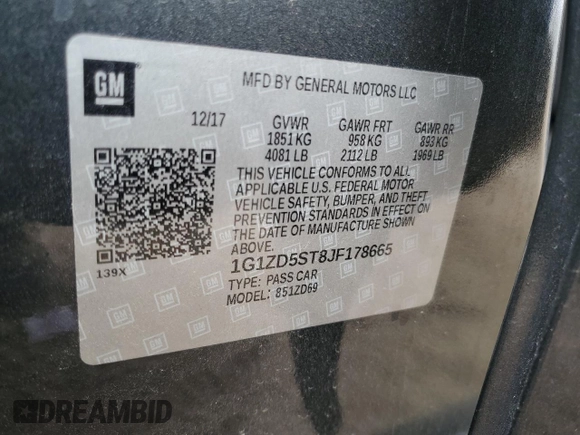 GM
MFD BY GENERAL MOTORS LLC
12/17 GVWR GAWR FRT GAWR RR
1851 KG 958 KG 893 KG
4081 LB 2112 LB 1969 LB
THIS VEHICLE CONFORMS TO ALL
APPLICABLE U.S. FEDERAL MOTOR
VEHICLE SAFETY, BUMPER, AND THEFT
PREVENTION STANDARDS IN EFFECT ON
THE DATE OF MANUFACTURE SHOWN
ABOVE.
139X
1G1ZD5ST8JF178665
TYPE: PASS CAR
MODEL: 851ZD69
DREAMBID